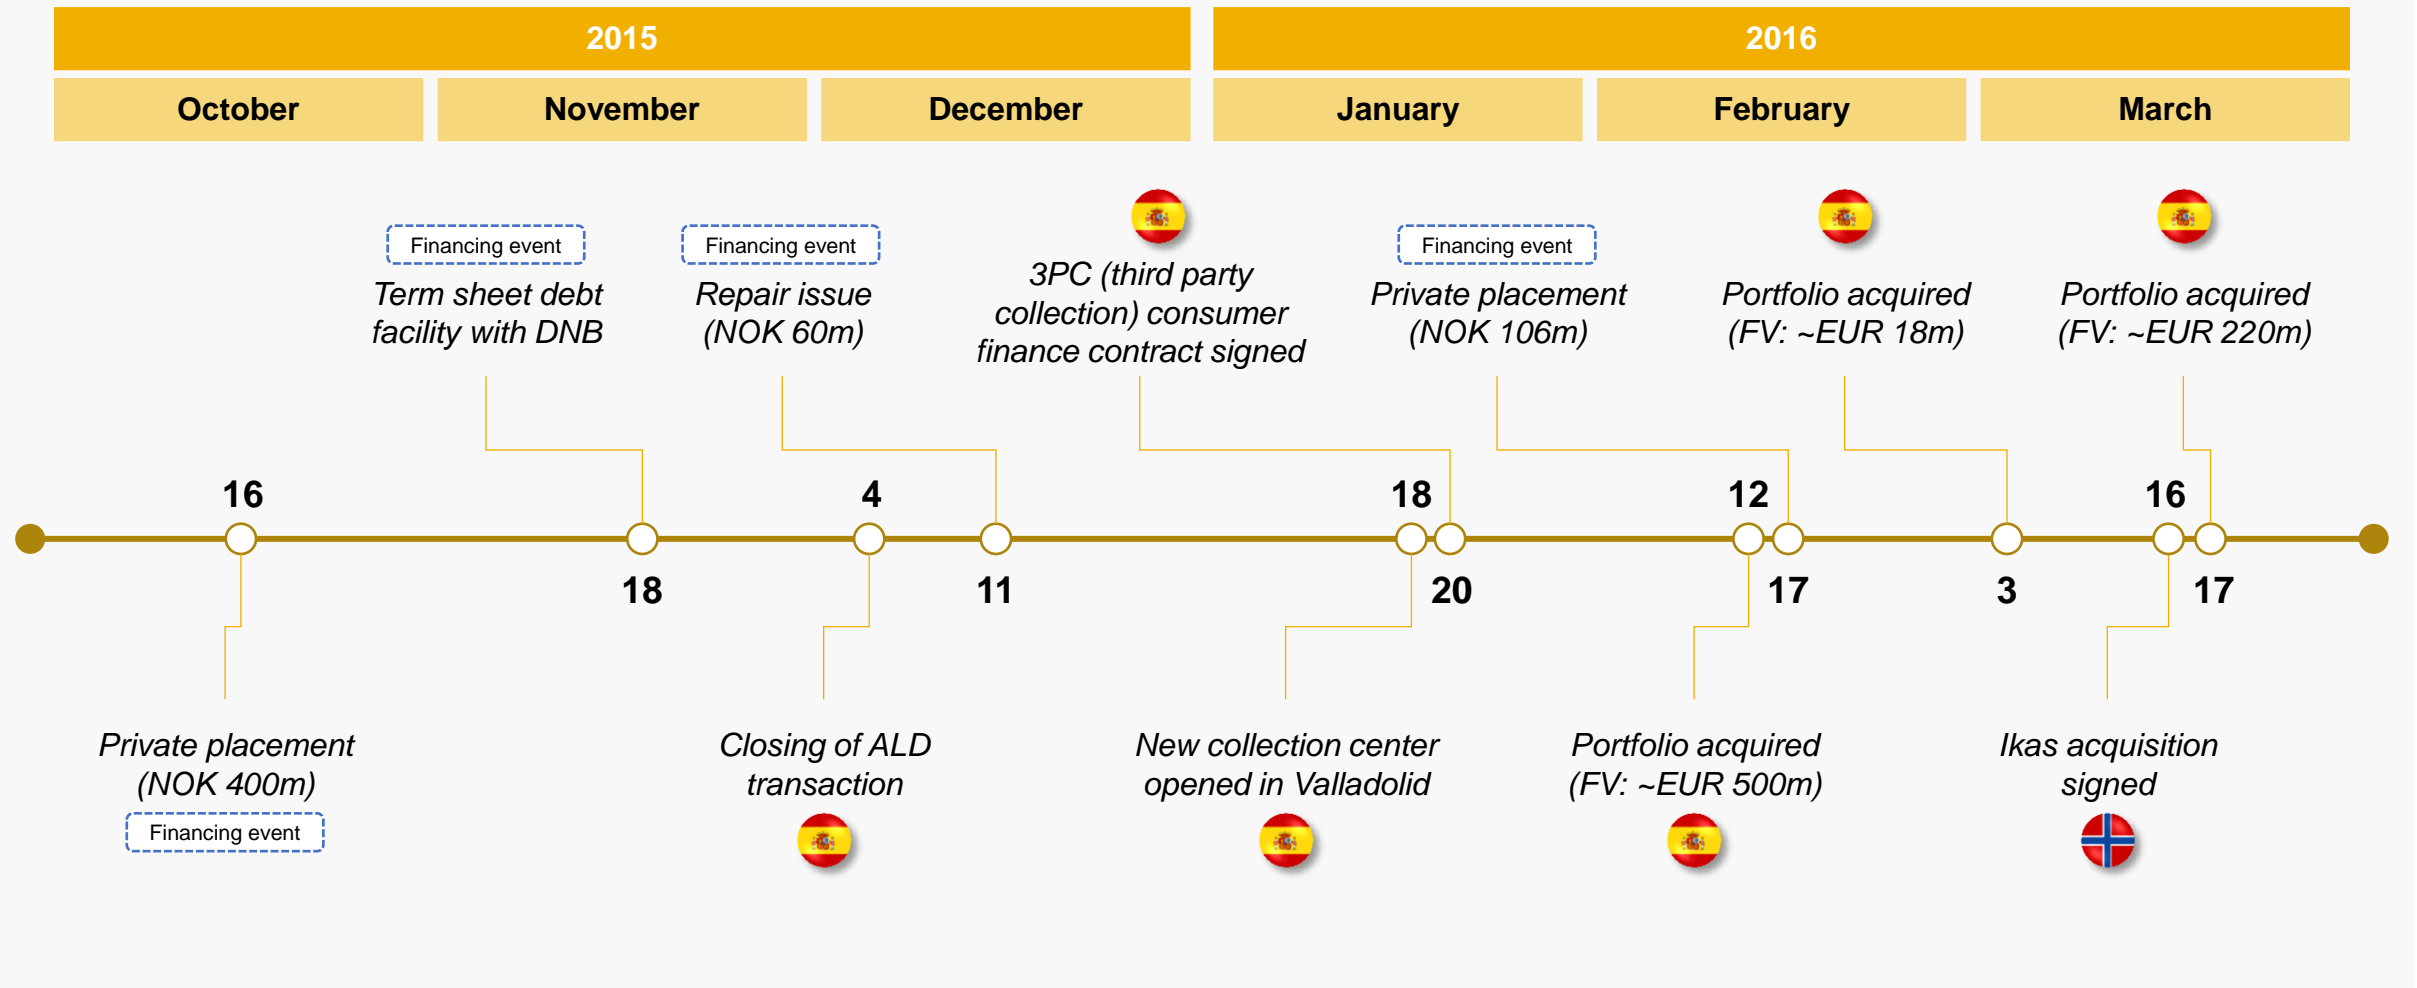 2015
2016
October
November
December
January
February
March
Financing event
Term sheet debt
facility with DNB
Financing event
Repair issue
(NOK 60m)
3PC (third party
collection) consumer
finance contract signed
Financing event
Private placement
(NOK 106m)
Portfolio acquired
(FV: ~EUR 18m)
Portfolio acquired
(FV: ~EUR 220m)
16
4
18
12
16
18
11
20
17
3
17
Private placement
(NOK 400m)
Financing event
Closing of ALD
transaction
New collection center
opened in Valladolid
Portfolio acquired
(FV: ~EUR 500m)
Ikas acquisition
signed